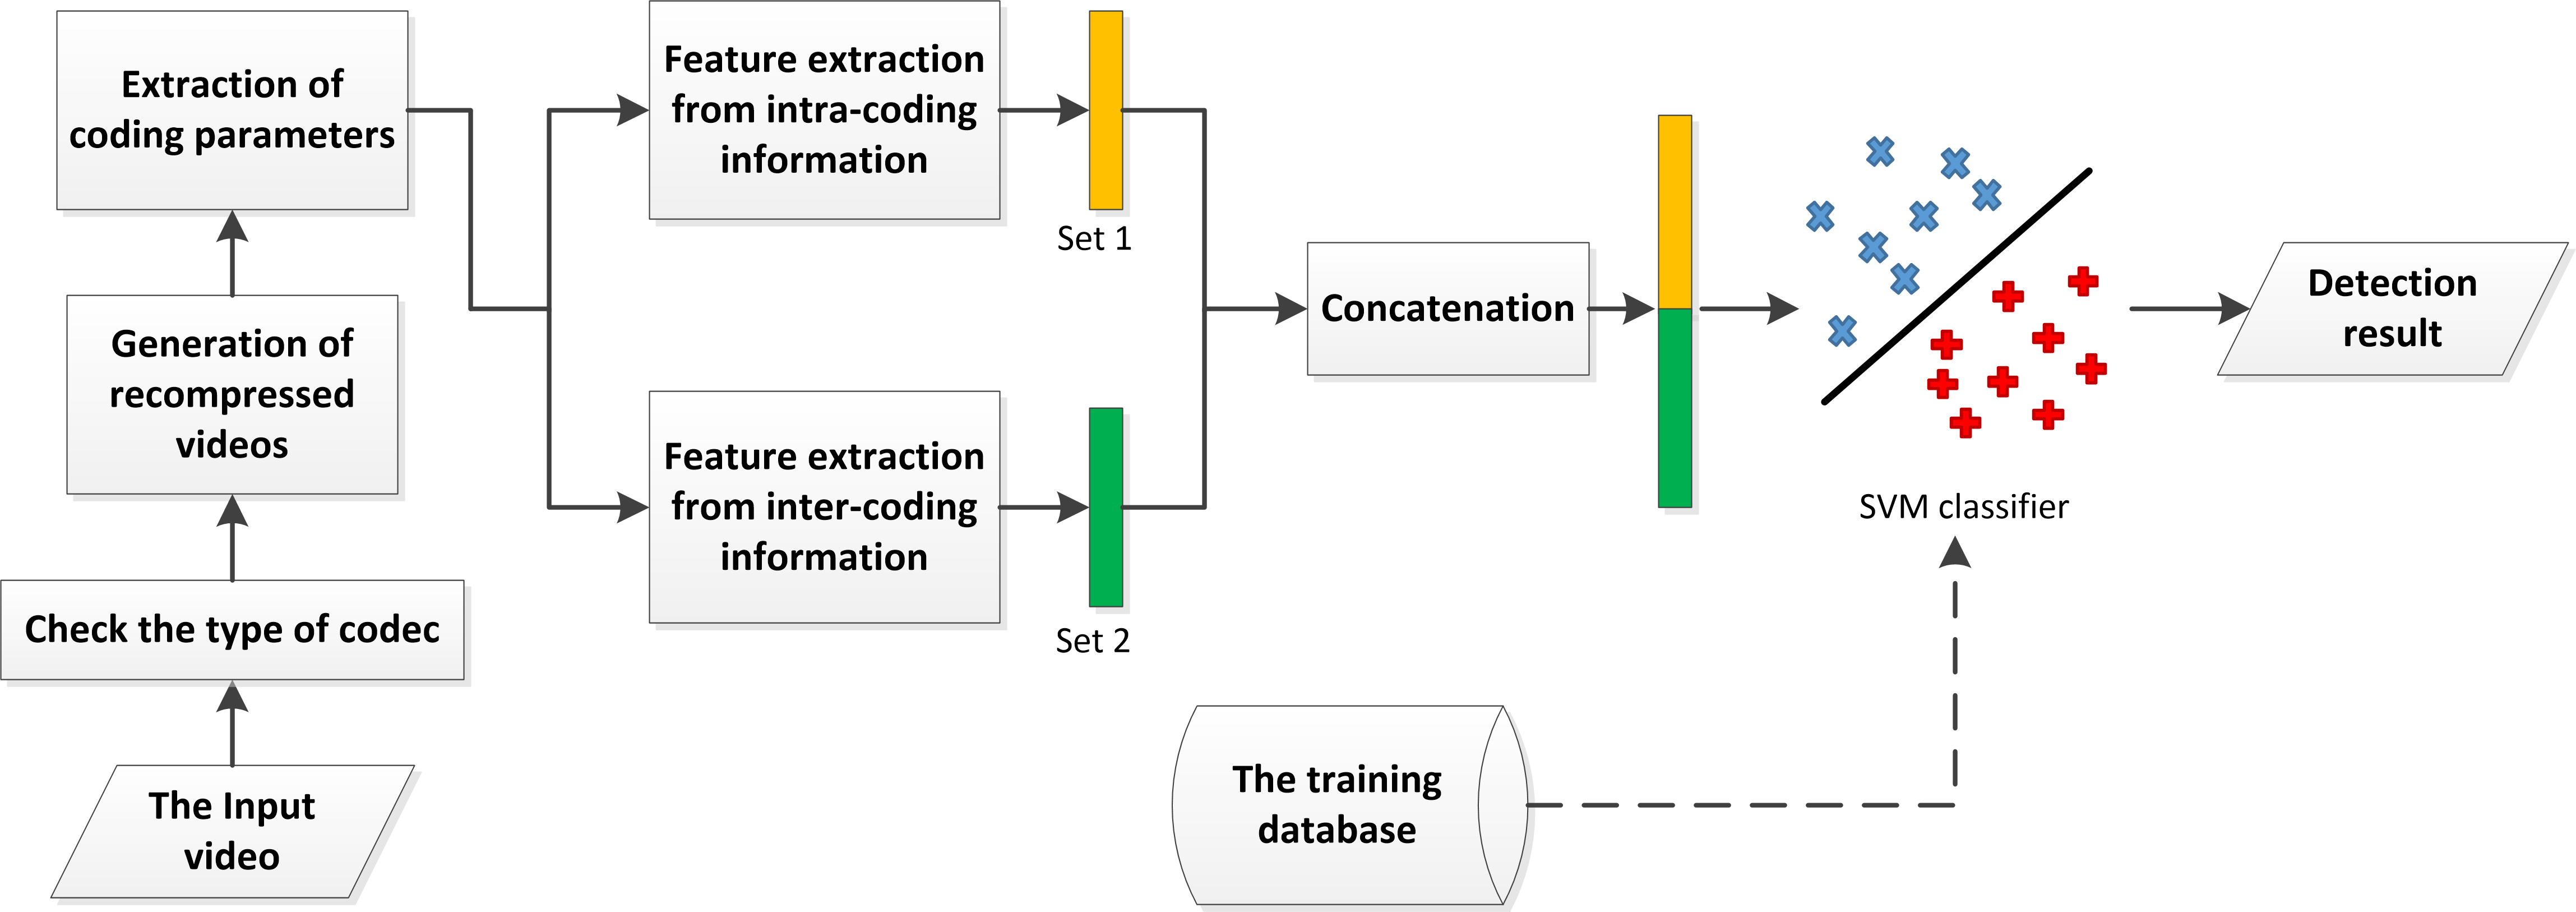 Extraction of
coding parameters
Generation of
recompressed
videos
Check the type of codec
The Input
video
Feature extraction
from intra-coding
information
Set 1
Feature extraction
from inter-coding
information
Set 2
Concatenation
SVM classifier
The training
database
Detection
result